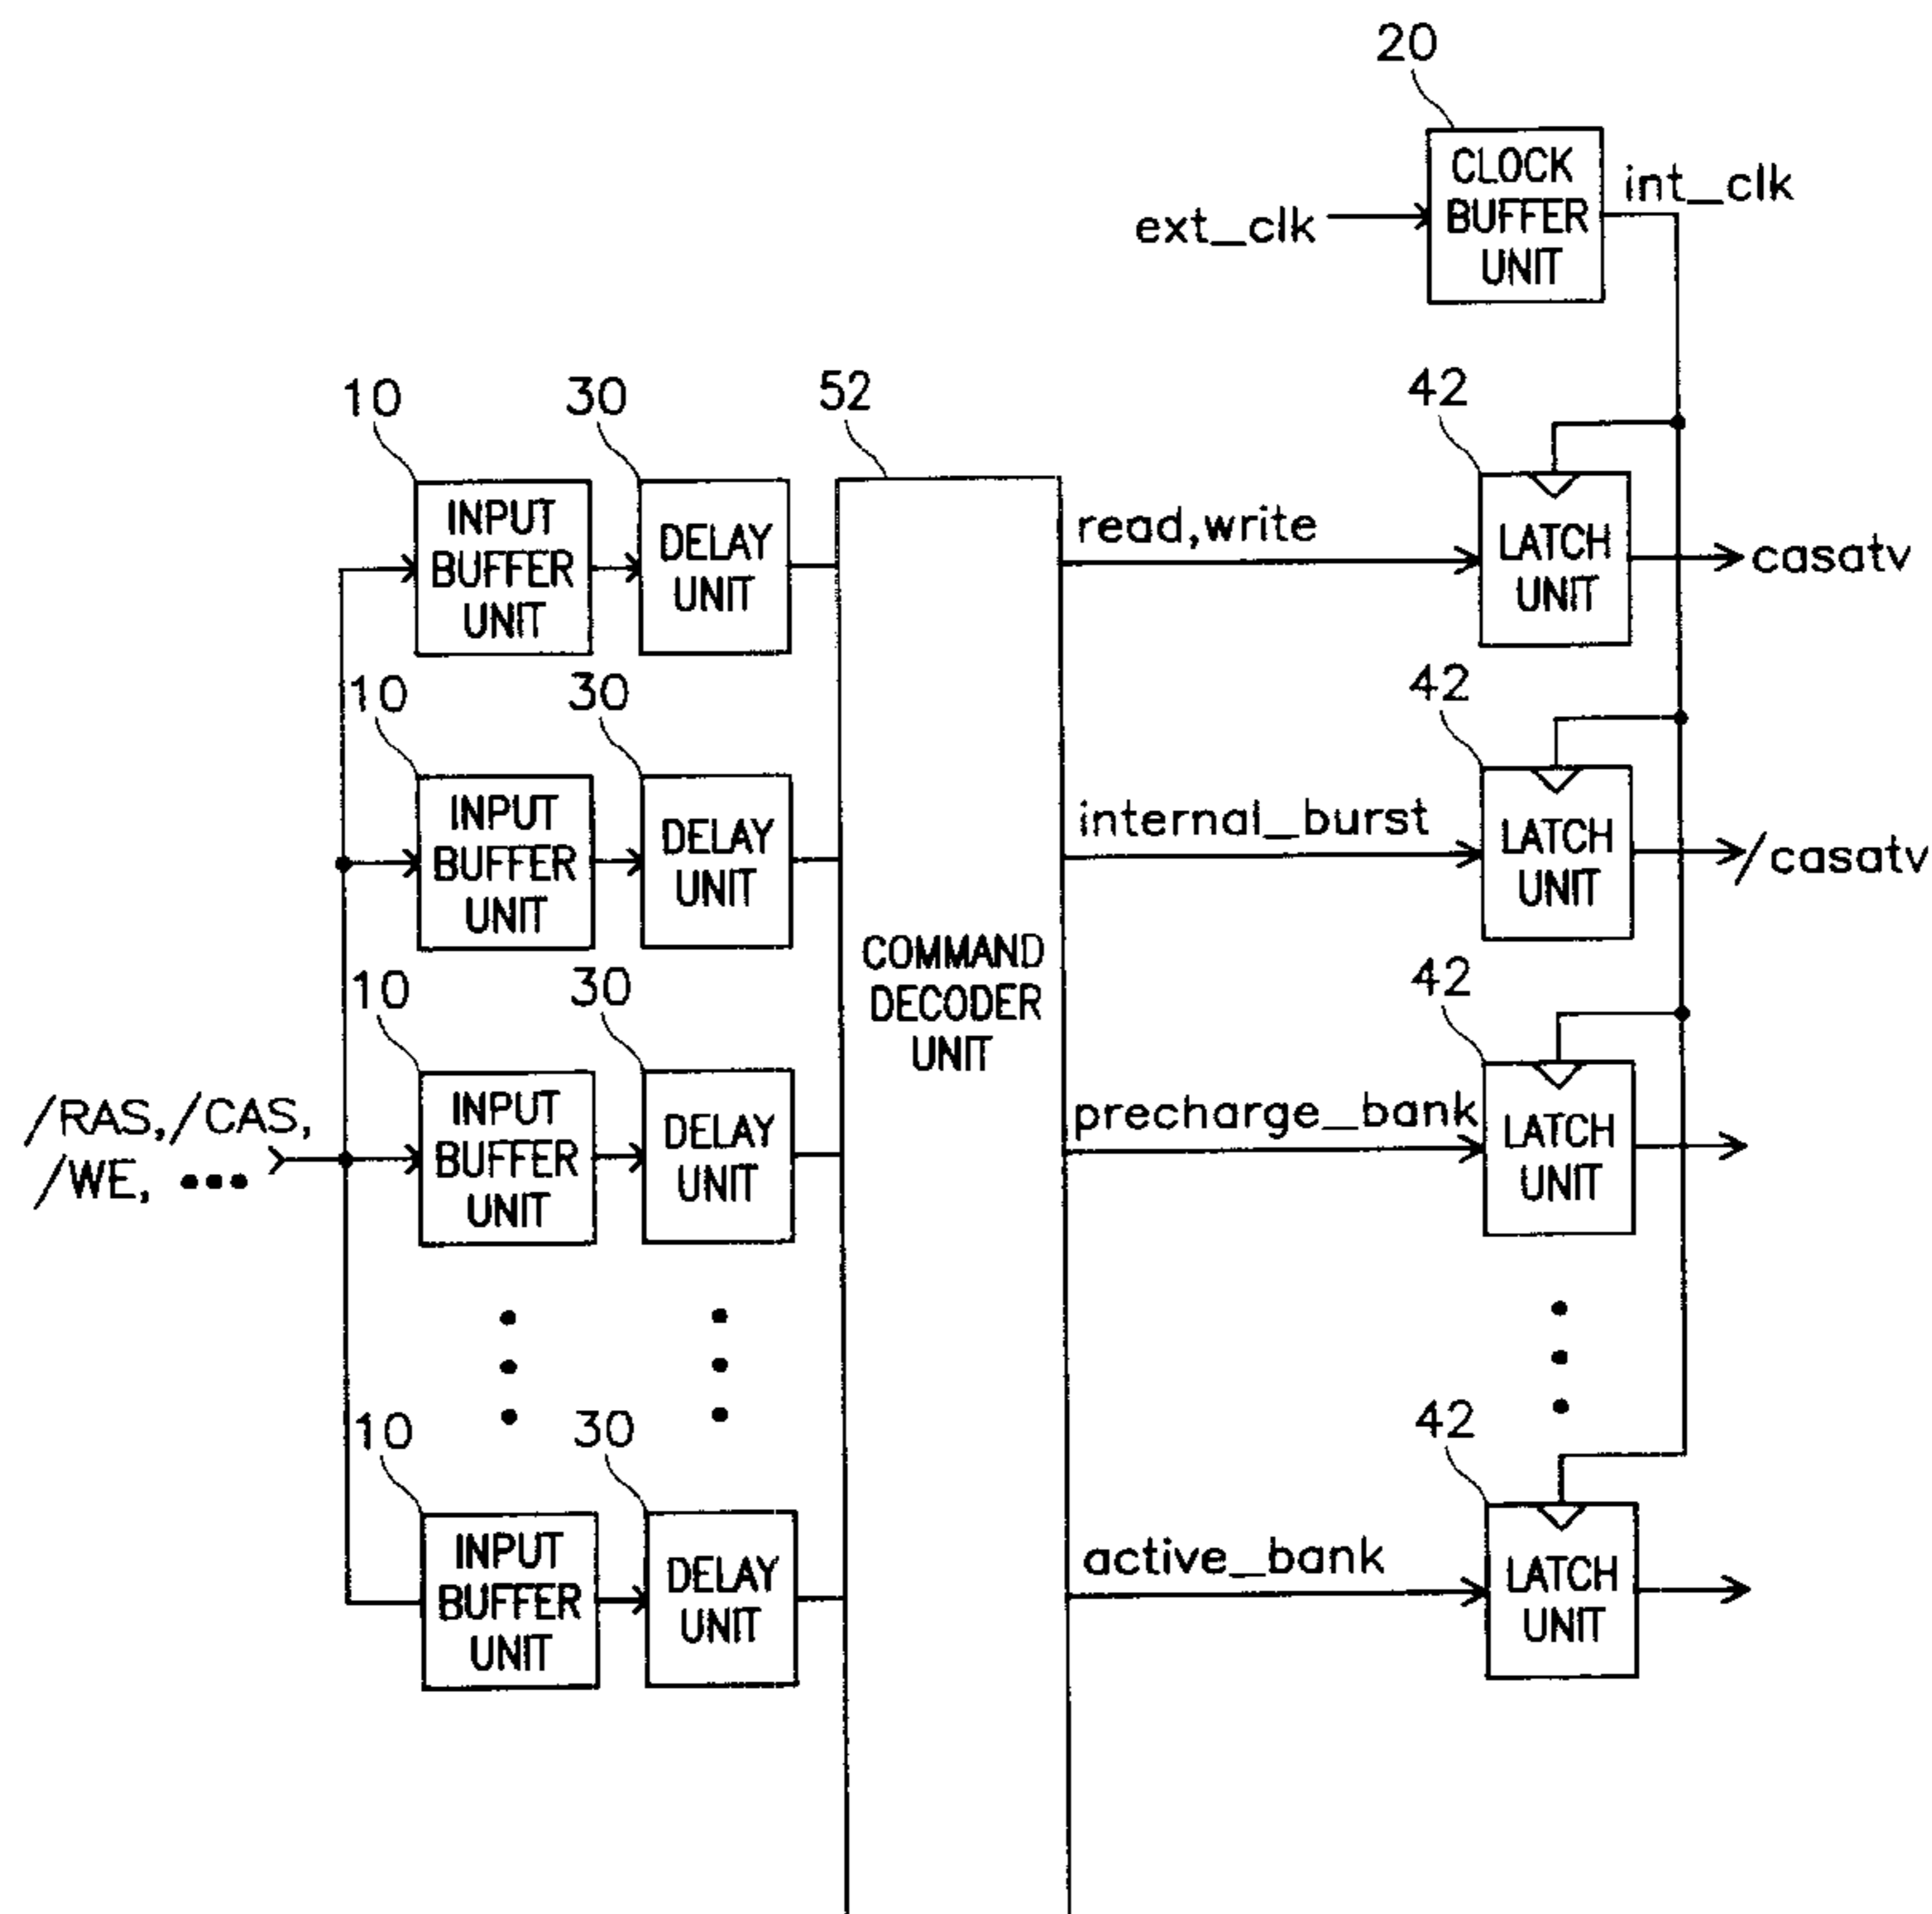 20
CLOCK
BUFFER
UNIT
int_clk
ext_clk
10
30
52
42
INPUT
BUFFER
UNIT
DELAY
UNIT
read,write
LATCH
UNIT
casatv
10
30
42
INPUT
BUFFER
UNIT
DELAY
UNIT
internal_burst
LATCH
UNIT
/casatv
COMMAND
DECODER
UNIT
10
30
42
/RAS,/CAS,
/WE, •••
INPUT
BUFFER
UNIT
DELAY
UNIT
precharge_bank
LATCH
UNIT
10
30
42
INPUT
BUFFER
UNIT
DELAY
UNIT
active_bank
LATCH
UNIT